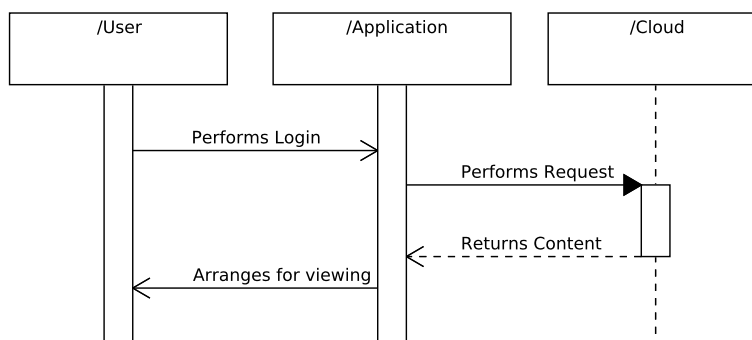 /User
/Application
/Cloud
Performs Login
Performs Request
Returns Content
Arranges for viewing